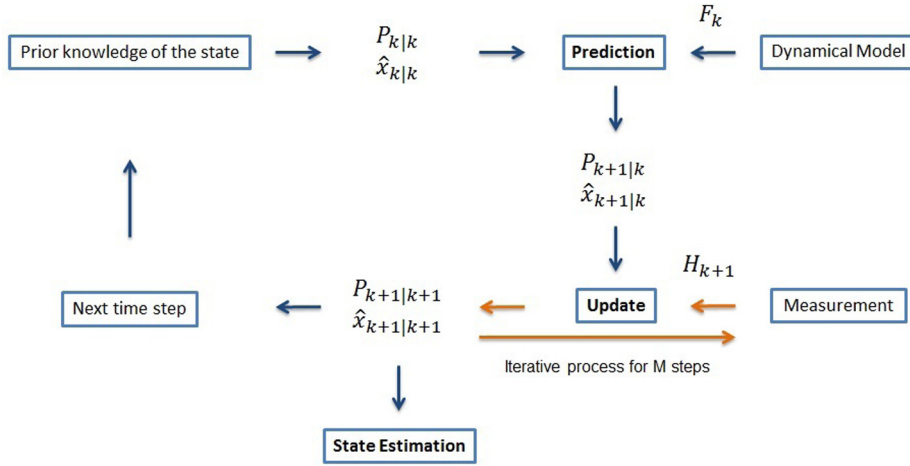 Prior knowledge of the state
P_{k|k}
x̂_{k|k}
Prediction
F_k
Dynamical Model
P_{k+1|k}
x̂_{k+1|k}
Next time step
P_{k+1|k+1}
x̂_{k+1|k+1}
Update
H_{k+1}
Measurement
Iterative process for M steps
State Estimation